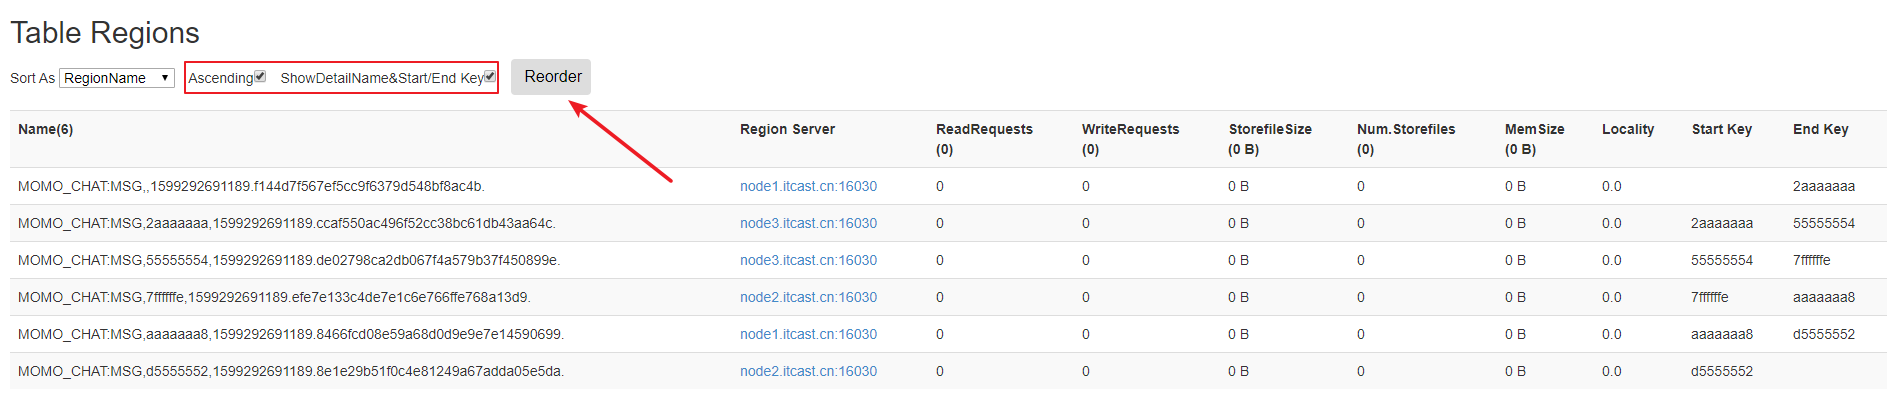 Table Regions
Sort As RegionName Ascending ShowDetailName&Start/End Key Reorder
Name(6) Region Server ReadRequests (0) WriteRequests (0) StorefileSize (0 B) Num.Storefiles (0) MemSize (0 B) Locality Start Key End Key
MOMO_CHAT:MSG,,1599292691189.f144d7f567ef5cc9f6379d548bf8ac4b. node1.itcast.cn:16030 0 0 0 B 0 0 B 0.0 2aaaaaaa
MOMO_CHAT:MSG,2aaaaaaa,1599292691189.ccaf550ac496f52cc38bc61db43aa64c. node3.itcast.cn:16030 0 0 0 B 0 0 B 0.0 2aaaaaaa 55555554
MOMO_CHAT:MSG,55555554,1599292691189.de02798ca2db067f4a579b37f450899e. node3.itcast.cn:16030 0 0 0 B 0 0 B 0.0 55555554 7ffffffe
MOMO_CHAT:MSG,7ffffffe,1599292691189.efe7e133c4de7e1c6e766ffe768a13d9. node2.itcast.cn:16030 0 0 0 B 0 0 B 0.0 7ffffffe aaaaaaa8
MOMO_CHAT:MSG,aaaaaaa8,1599292691189.8466fcd08e59a68d0d9e9e7e14590699. node1.itcast.cn:16030 0 0 0 B 0 0 B 0.0 aaaaaaa8 d5555552
MOMO_CHAT:MSG,d5555552,1599292691189.8e1e29b51f0c4e81249a67adda05e5da. node2.itcast.cn:16030 0 0 0 B 0 0 B 0.0 d5555552